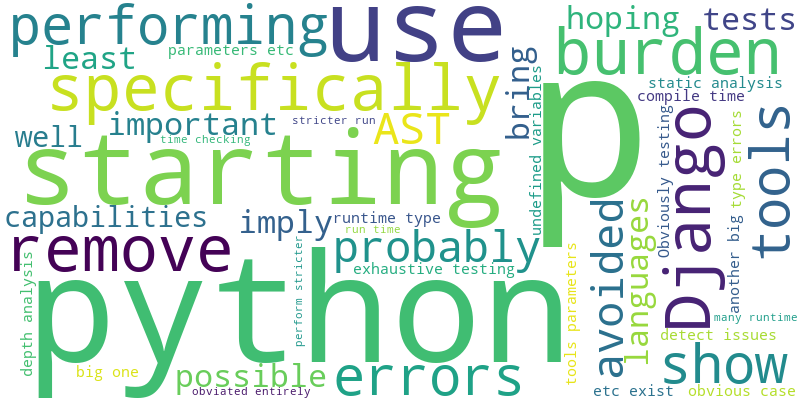 performing
use
hoping
tests
least
parameters etc
burden
specifically
static analysis
compile time
bring
undefined variables
p
well
important
stricter run
AST
time checking
starting
Django
Obviously testing
type errors
tools
capabilities
imply
runtime type
run time
avoided
languages
another big
remove
probably
depth analysis
perform stricter
exhaustive testing
tools parameters
many runtime
detect issues
python
show
big one
possible
errors
obviated entirely
etc exist
obvious case